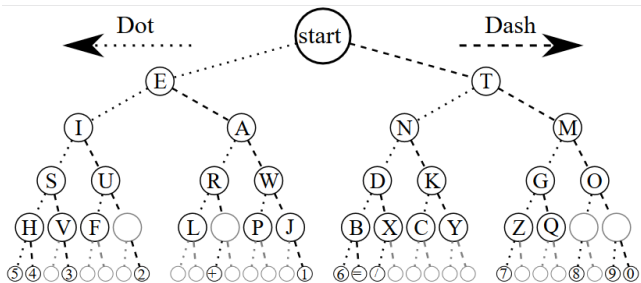 Dot start Dash
E T
I A N M
S U R W D K G O
H V F L P J B X C Y Z Q
5 4 3 2 + 1 6 = / 7 8 9 0